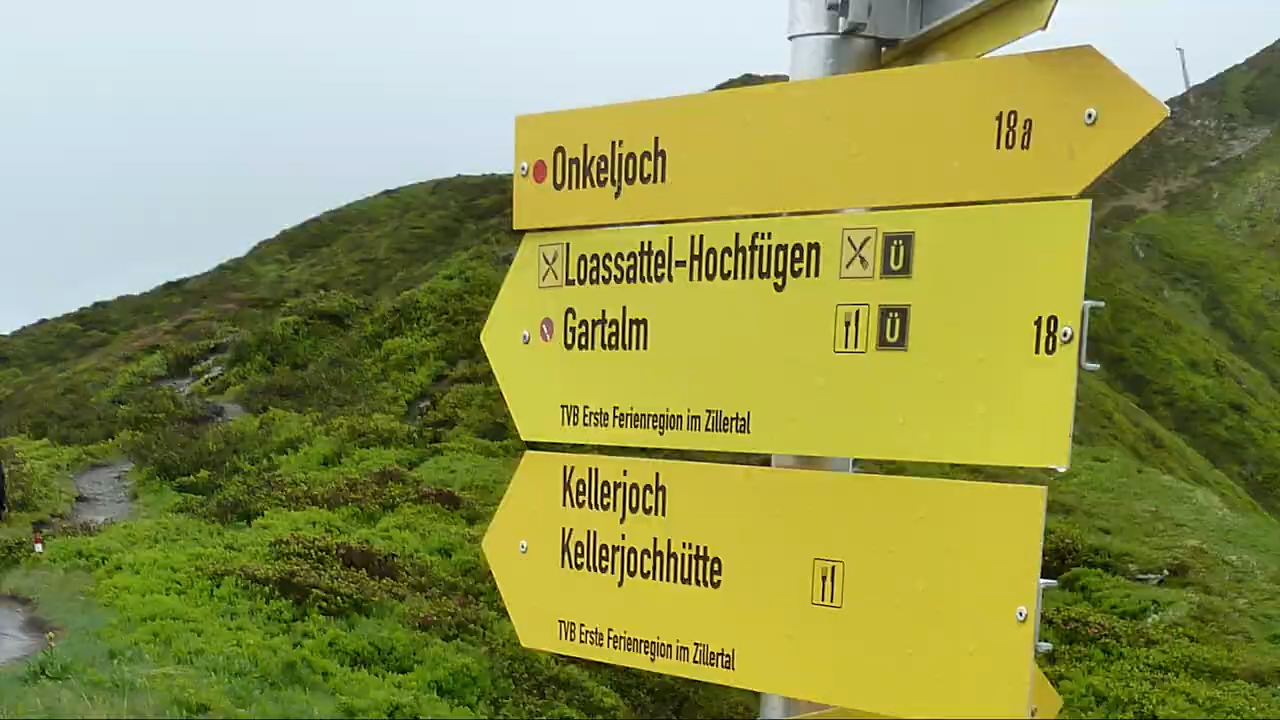 Onkeljoch 18a
Loassattel-Hochfügen Ü
Gartalm Ü 18
TVB Erste Ferienregion im Zillertal
Kellerjoch
Kellerjochhütte
TVB Erste Ferienregion im Zillertal